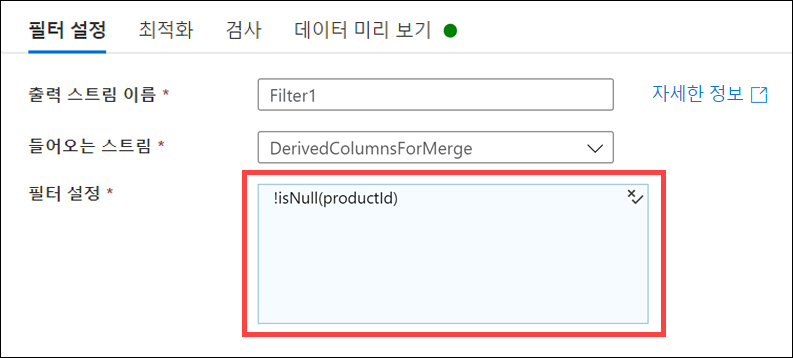 필터 설정 최적화 검사 데이터 미리 보기
출력 스트림 이름 * Filter1 자세한 정보
들어오는 스트림 * DerivedColumnsForMerge
필터 설정 * !isNull(productId)